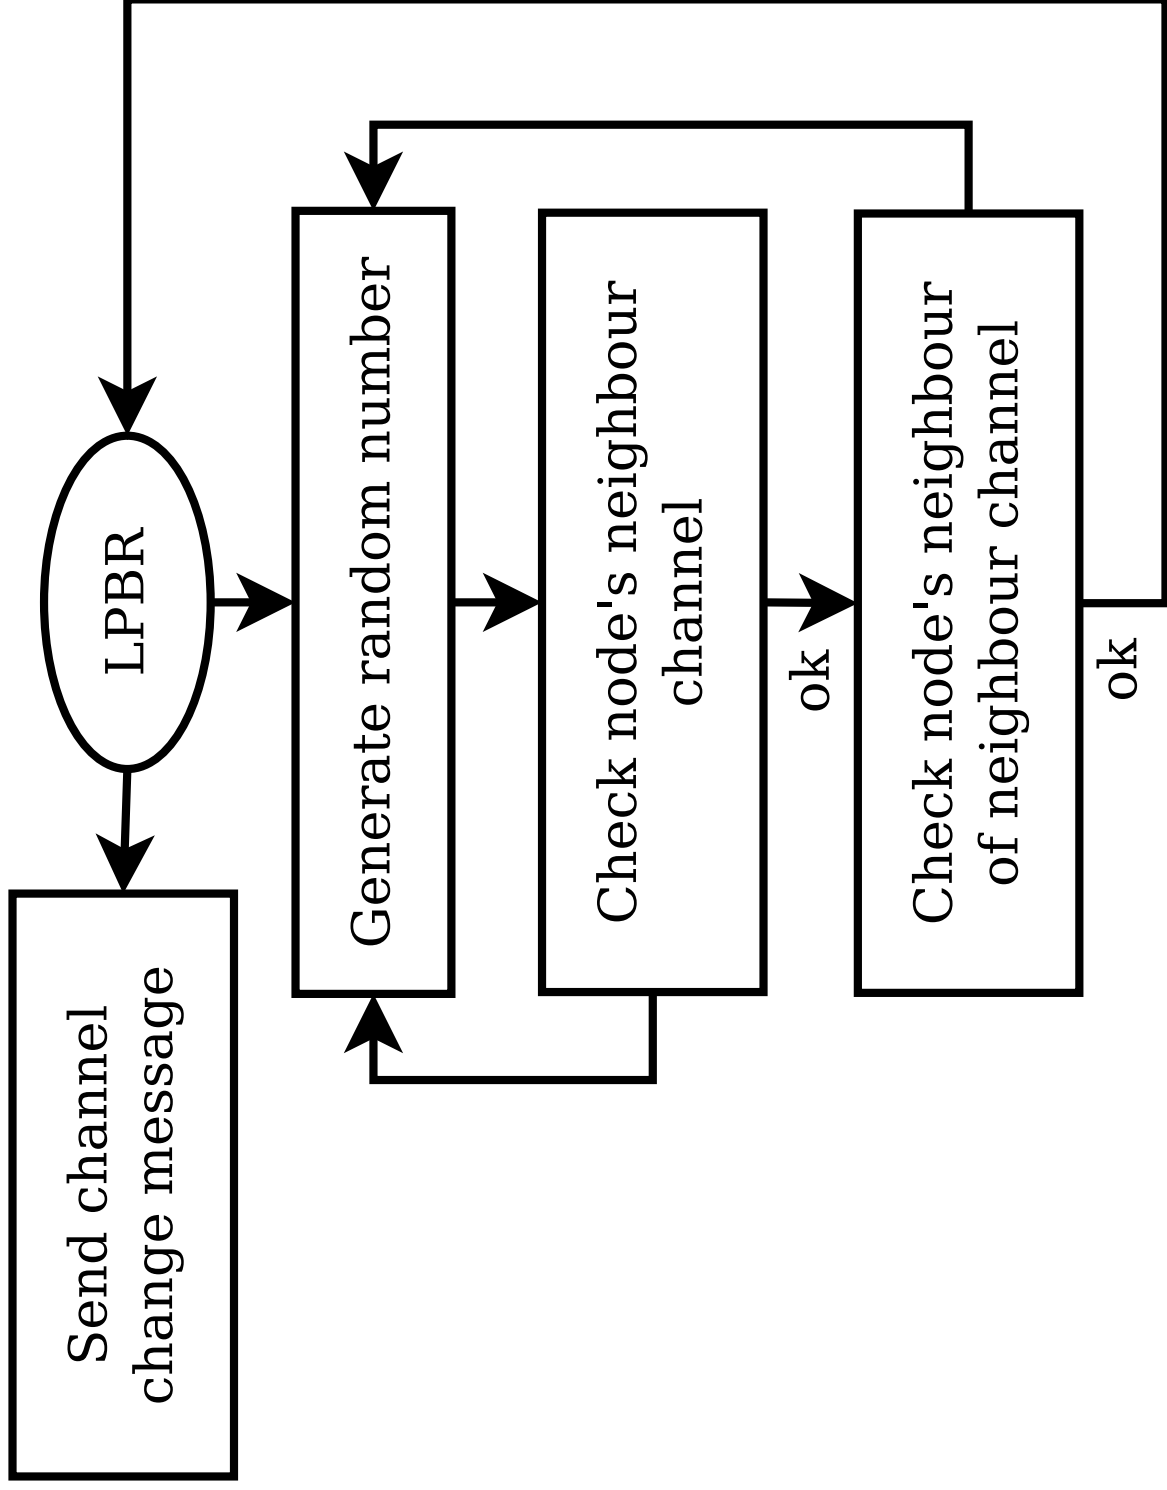 LPBR
Send channel
change message
Generate random number
Check node's neighbour
channel
ok
Check node's neighbour
of neighbour channel
ok